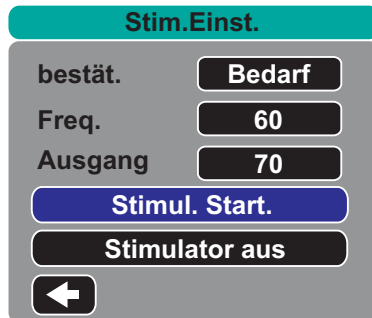 Stim.Einst.
bestät. Bedarf
Freq. 60
Ausgang 70
Stimul. Start.
Stimulator aus